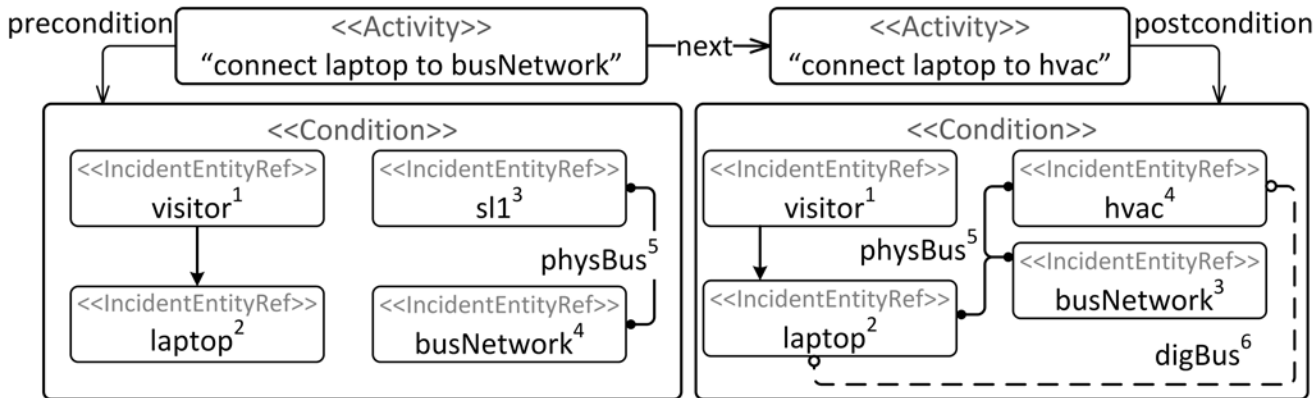 precondition
<<Activity>>
“connect laptop to busNetwork”
next
<<Activity>>
“connect laptop to hvac”
postcondition
<<Condition>>
<<IncidentEntityRef>>
visitor¹
<<IncidentEntityRef>>
sl1³
physBus⁵
<<IncidentEntityRef>>
laptop²
<<IncidentEntityRef>>
busNetwork⁴
<<Condition>>
<<IncidentEntityRef>>
visitor¹
<<IncidentEntityRef>>
hvac⁴
physBus⁵
<<IncidentEntityRef>>
busNetwork³
<<IncidentEntityRef>>
laptop²
digBus⁶